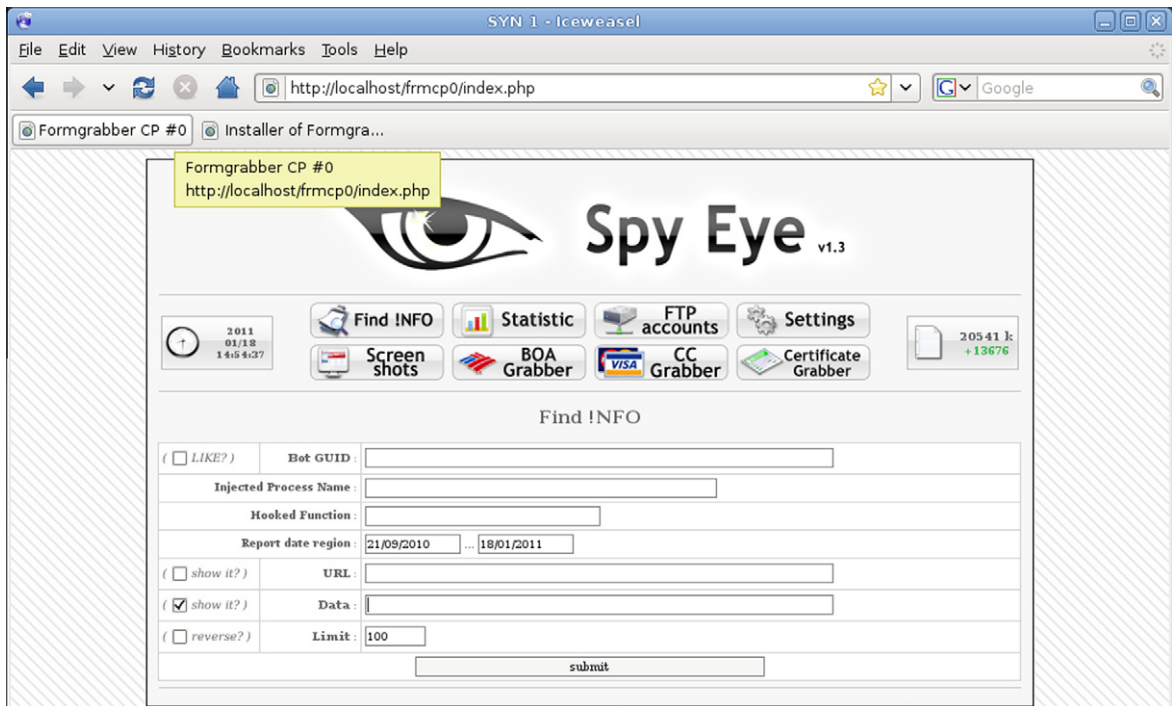 SYN 1 - Iceweasel
File Edit View History Bookmarks Tools Help
http://localhost/frmcp0/index.php
G Google
Formgrabber CP #0 Installer of Formgra...
Formgrabber CP #0
http://localhost/frmcp0/index.php
Spy Eye v1.3
2011
01/18
14:54:37
Find !NFO Statistic FTP accounts Settings
Screen shots BOA Grabber VISA CC Grabber Certificate Grabber
20541 k
+13676
Find !NFO
( LIKE? ) Bot GUID :
Injected Process Name :
Hooked Function :
Report date region : 21/09/2010 ... 18/01/2011
( show it? ) URL :
( show it? ) Data :
( reverse? ) Limit : 100
submit